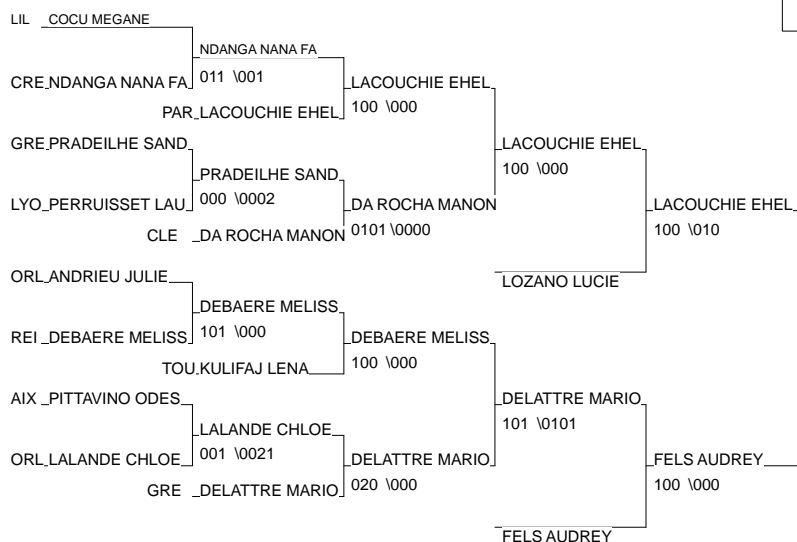 LIL COCU MEGANE
NDANGA NANA FA
011 \001
CRE NDANGA NANA FA
LACOUCHIE EHEL
100 \000
PAR LACOUCHIE EHEL
GRE PRADEILHE SAND
LACOUCHIE EHEL
100 \000
PRADEILHE SAND
000 \0002
LYO PERRUISSET LAU
DA ROCHA MANON
0101 \0000
LACOUCHIE EHEL
100 \010
CLE DA ROCHA MANON
ORL ANDRIEU JULIE
LOZANO LUCIE
DEBAERE MELISS
101 \000
REI DEBAERE MELISS
DEBAERE MELISS
100 \000
TOU KULIFAJ LENA
AIX PITTAVINO ODES
DELATTRE MARIO
101 \0101
LALANDE CHLOE
001 \0021
ORL LALANDE CHLOE
DELATTRE MARIO
020 \000
FELS AUDREY
100 \000
GRE DELATTRE MARIO
FELS AUDREY